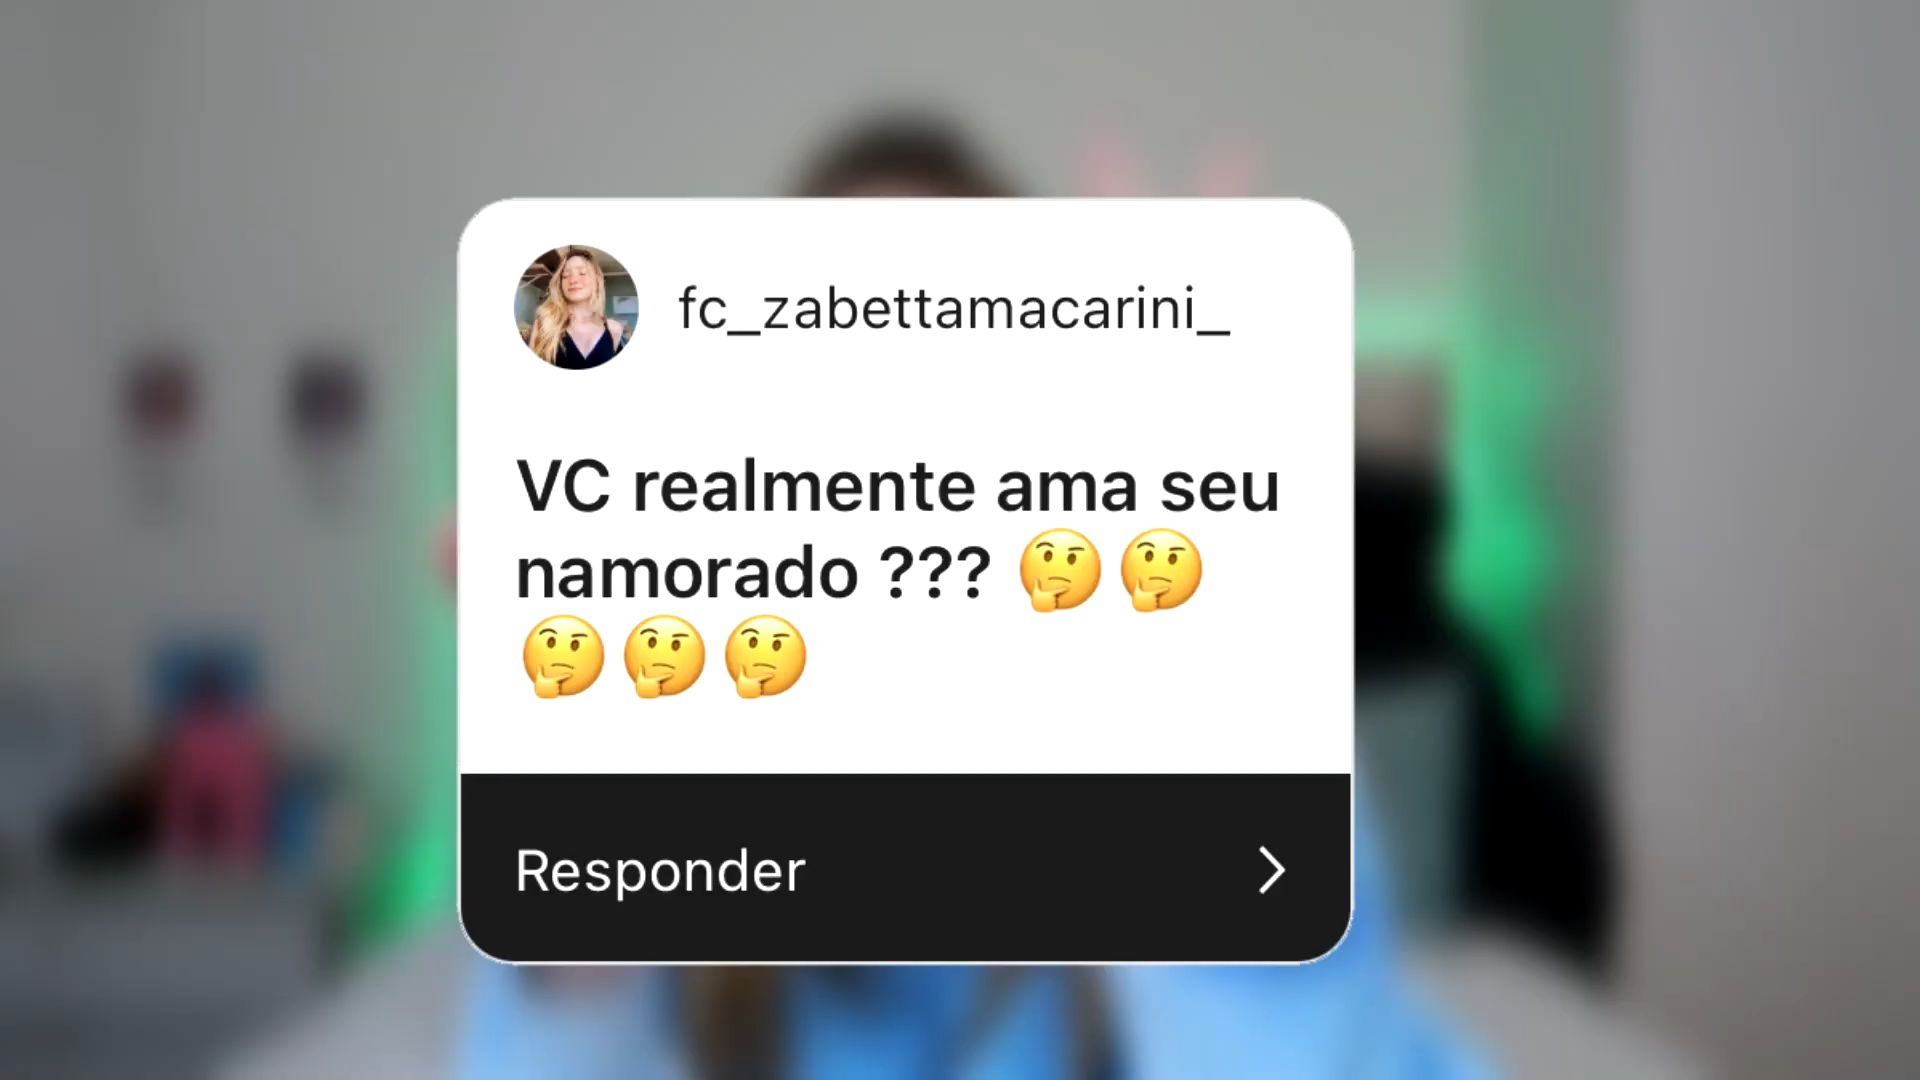 fc_zabettamacarini_
VC realmente ama seu
namorado ??? 🤔🤔
🤔🤔🤔
Responder